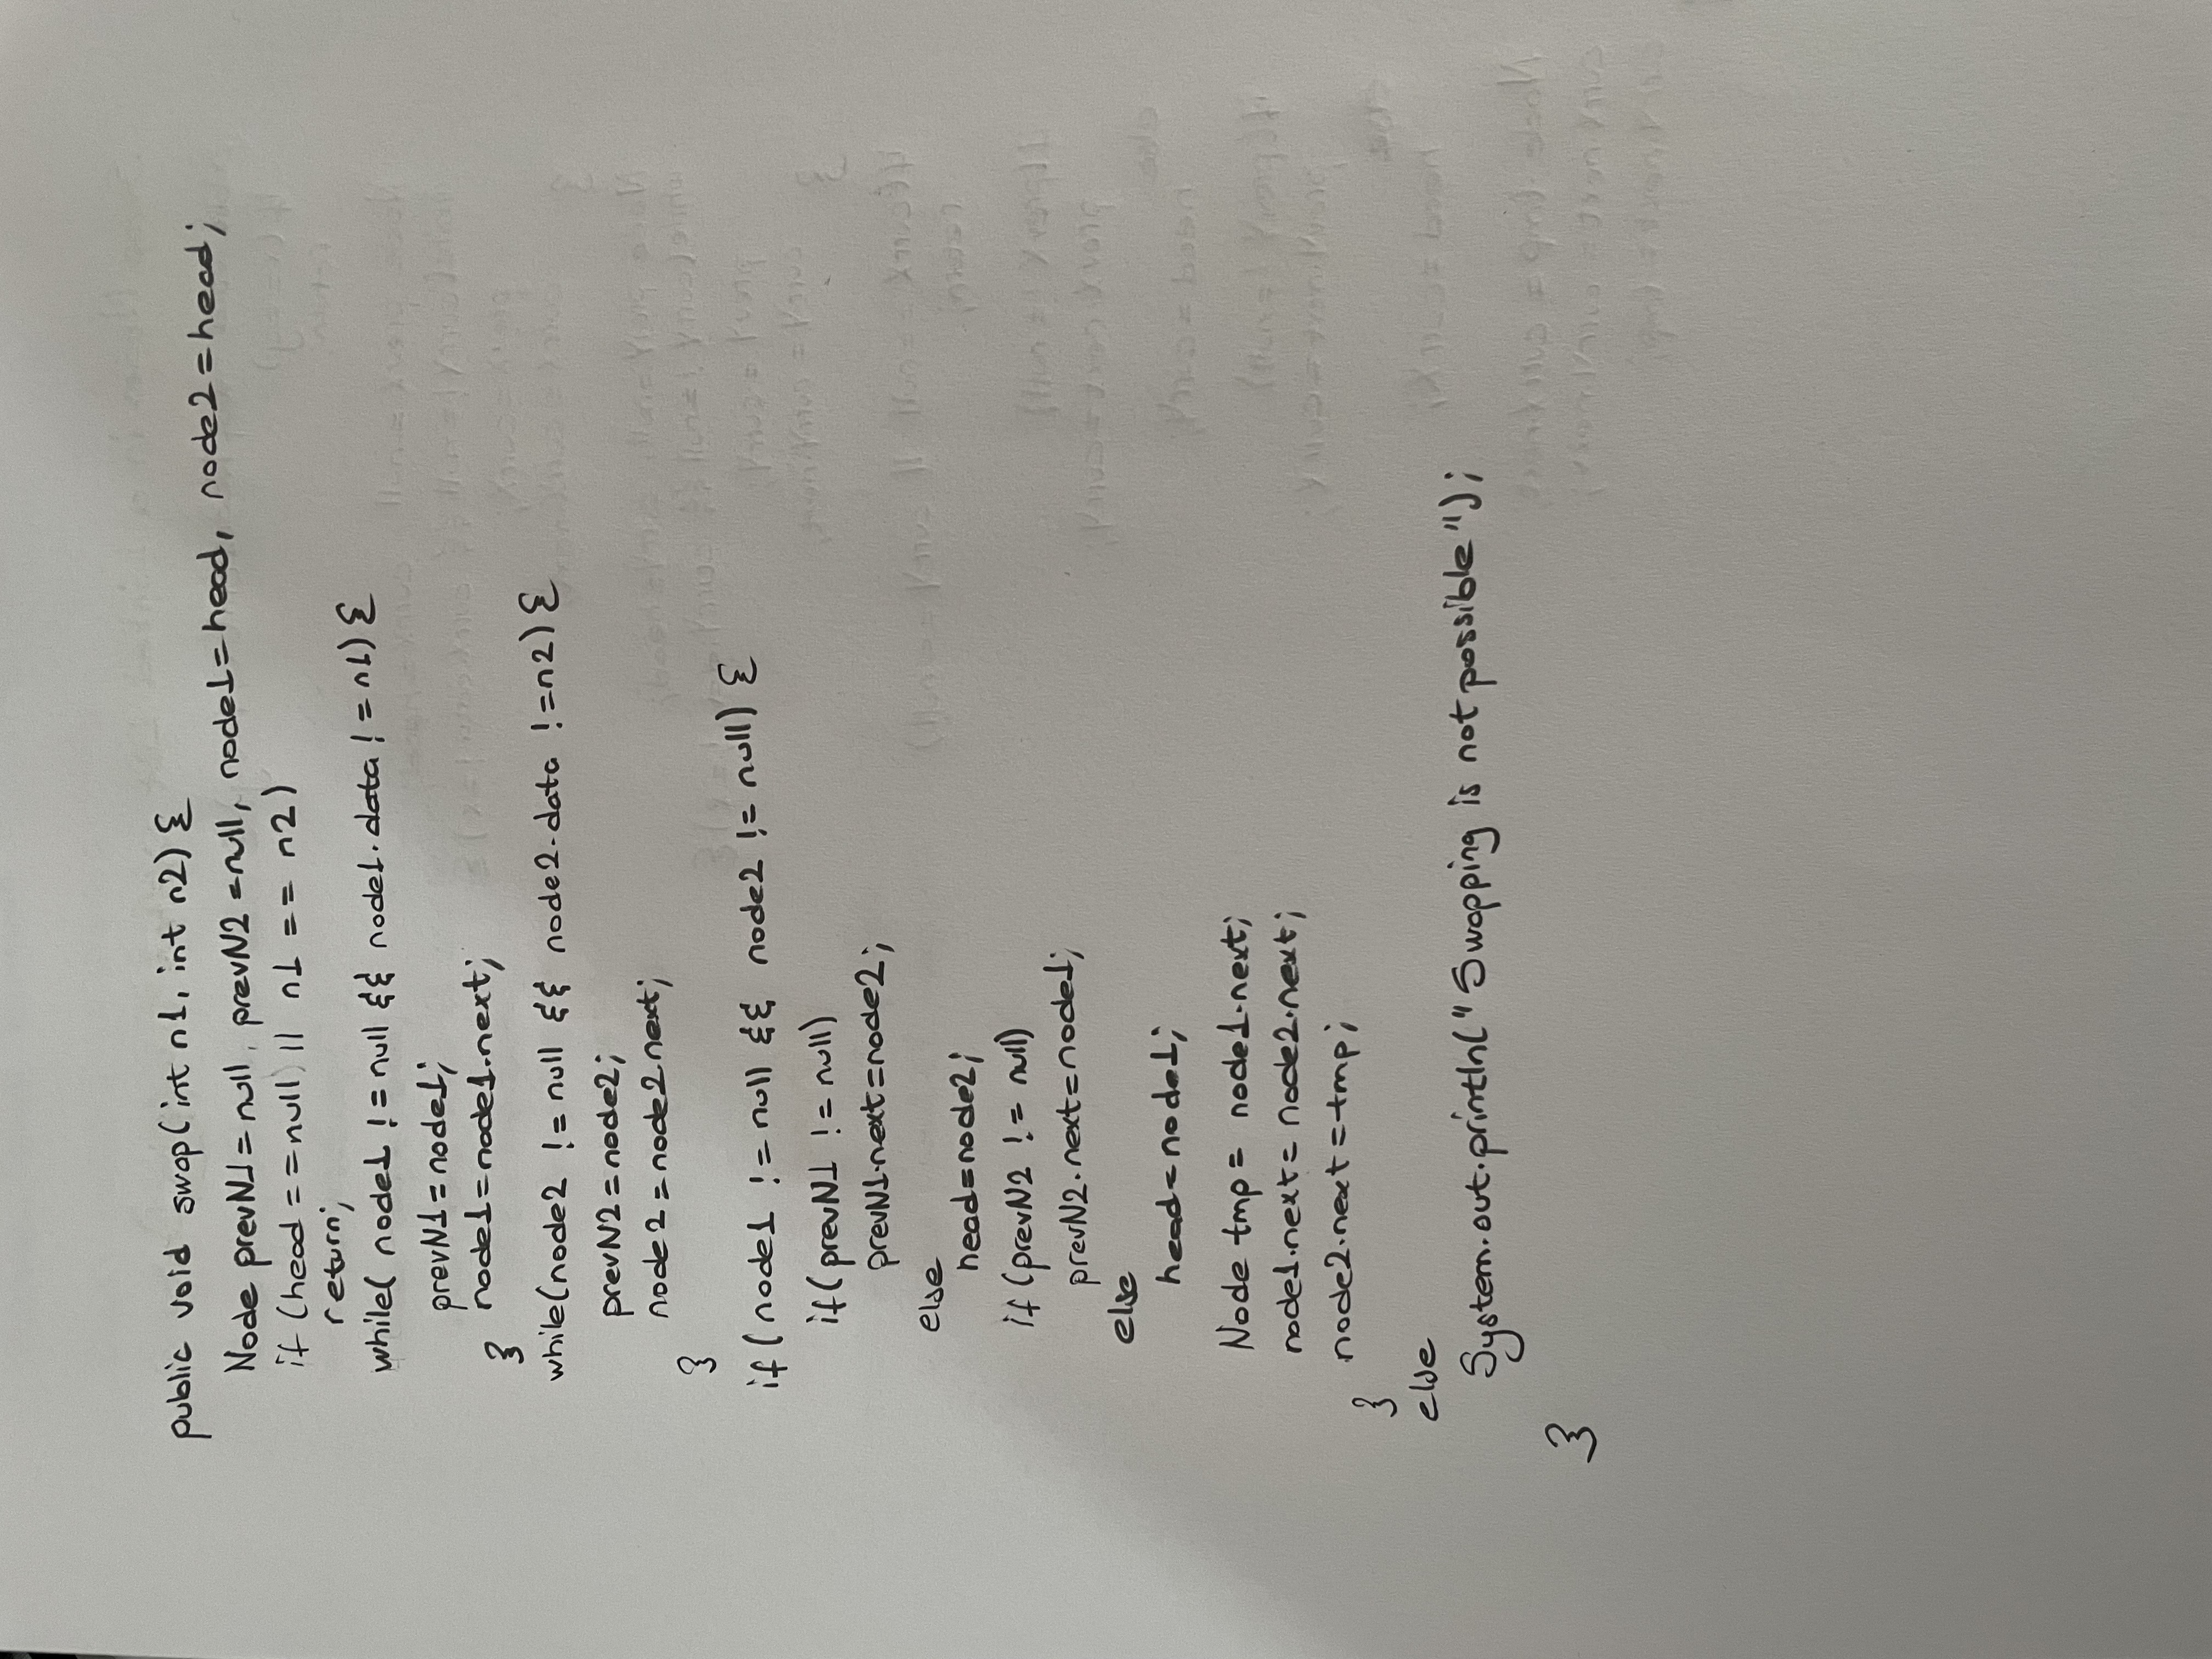 public void swap(int n1, int n2) {
Node prevN1 = null, prevN2 = null, node1 = head, node2 = head;
if (head == null) || n1 == n2)
return;
while( node1 != null && node1.data != n1) {
prevN1 = node1;
node1 = node1.next;
}
while(node2 != null && node2.data != n2) {
prevN2 = node2;
node2 = node2.next;
}
if( node1 != null && node2 != null) {
if(prevN1 != null)
prevN1.next = node2;
else
head = node2;
if (prevN2 != null)
prevN2.next = node1;
else
head = node1;
Node tmp = node1.next;
node1.next = node2.next;
node2.next = tmp;
}
else
System.out.println(" Swapping is not possible ");
}